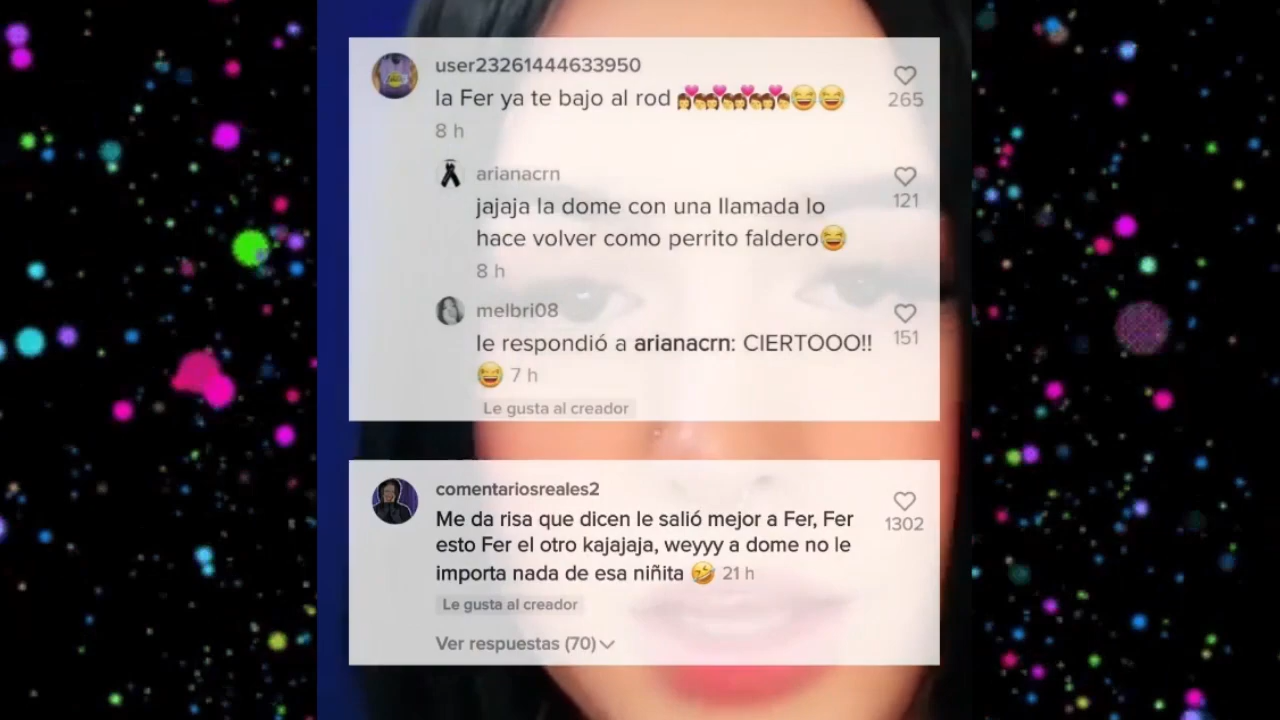 user23261444633950
la Fer ya te bajo al rod 👩‍❤️‍👨👩‍❤️‍👨👩‍❤️‍👨👩‍❤️‍👨😂😂
265
8 h
arianacrn
jajaja la dome con una llamada lo
hace volver como perrito faldero😂
121
8 h
melbri08
le respondió a arianacrn: CIERTOOO!!
😂 7 h
151
Le gusta al creador
comentariosreales2
Me da risa que dicen le salió mejor a Fer, Fer
esto Fer el otro kajajaja, weyyy a dome no le
importa nada de esa niñita 🤣 21 h
1302
Le gusta al creador
Ver respuestas (70)